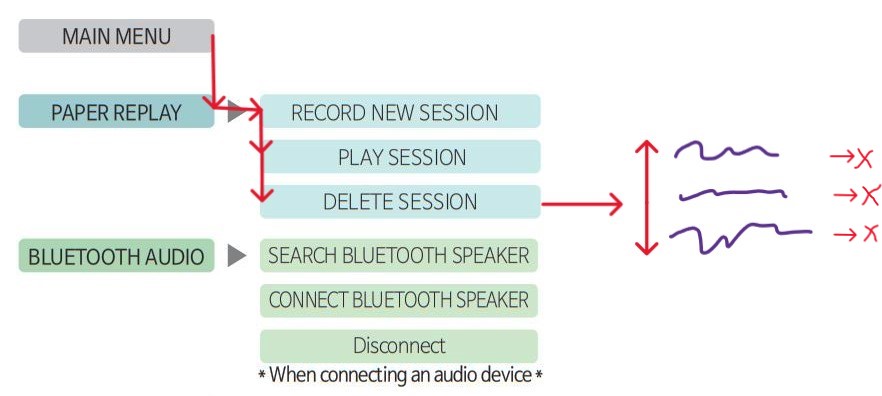 MAIN MENU
PAPER REPLAY
RECORD NEW SESSION
PLAY SESSION
DELETE SESSION
→X
→X
→X
BLUETOOTH AUDIO
SEARCH BLUETOOTH SPEAKER
CONNECT BLUETOOTH SPEAKER
Disconnect
* When connecting an audio device *